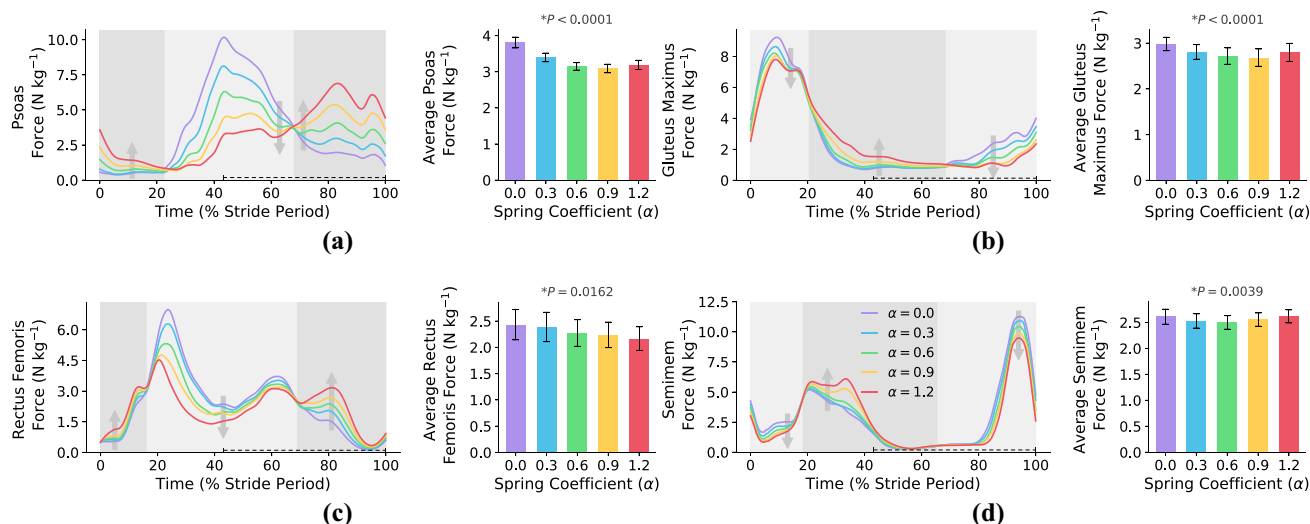 *P < 0.0001
10.0
7.5
5.0
2.5
0.0
Psoas
Force (N kg⁻¹)
0
20
40
60
80
100
Time (% Stride Period)
4
3
2
1
0
Average Psoas
Force (N kg⁻¹)
0.0
0.3
0.6
0.9
1.2
Spring Coefficient (α)
(a)
*P < 0.0001
8
6
4
2
0
Gluteus Maximus
Force (N kg⁻¹)
0
20
40
60
80
100
Time (% Stride Period)
3
2
1
0
Average Gluteus
Maximus Force (N kg⁻¹)
0.0
0.3
0.6
0.9
1.2
Spring Coefficient (α)
(b)
*P=0.0162
6.0
4.5
3.0
1.5
0.0
Rectus Femoris
Force (N kg⁻¹)
0
20
40
60
80
100
Time (% Stride Period)
2.5
2.0
1.5
1.0
0.5
0.0
Average Rectus
Femoris Force (N kg⁻¹)
0.0
0.3
0.6
0.9
1.2
Spring Coefficient (α)
(c)
*P=0.0039
12.5
10.0
7.5
5.0
2.5
0.0
Semimem
Force (N kg⁻¹)
α = 0.0
α = 0.3
α = 0.6
α = 0.9
α = 1.2
0
20
40
60
80
100
Time (% Stride Period)
2.5
2.0
1.5
1.0
0.5
0.0
Average Semimem
Force (N kg⁻¹)
0.0
0.3
0.6
0.9
1.2
Spring Coefficient (α)
(d)